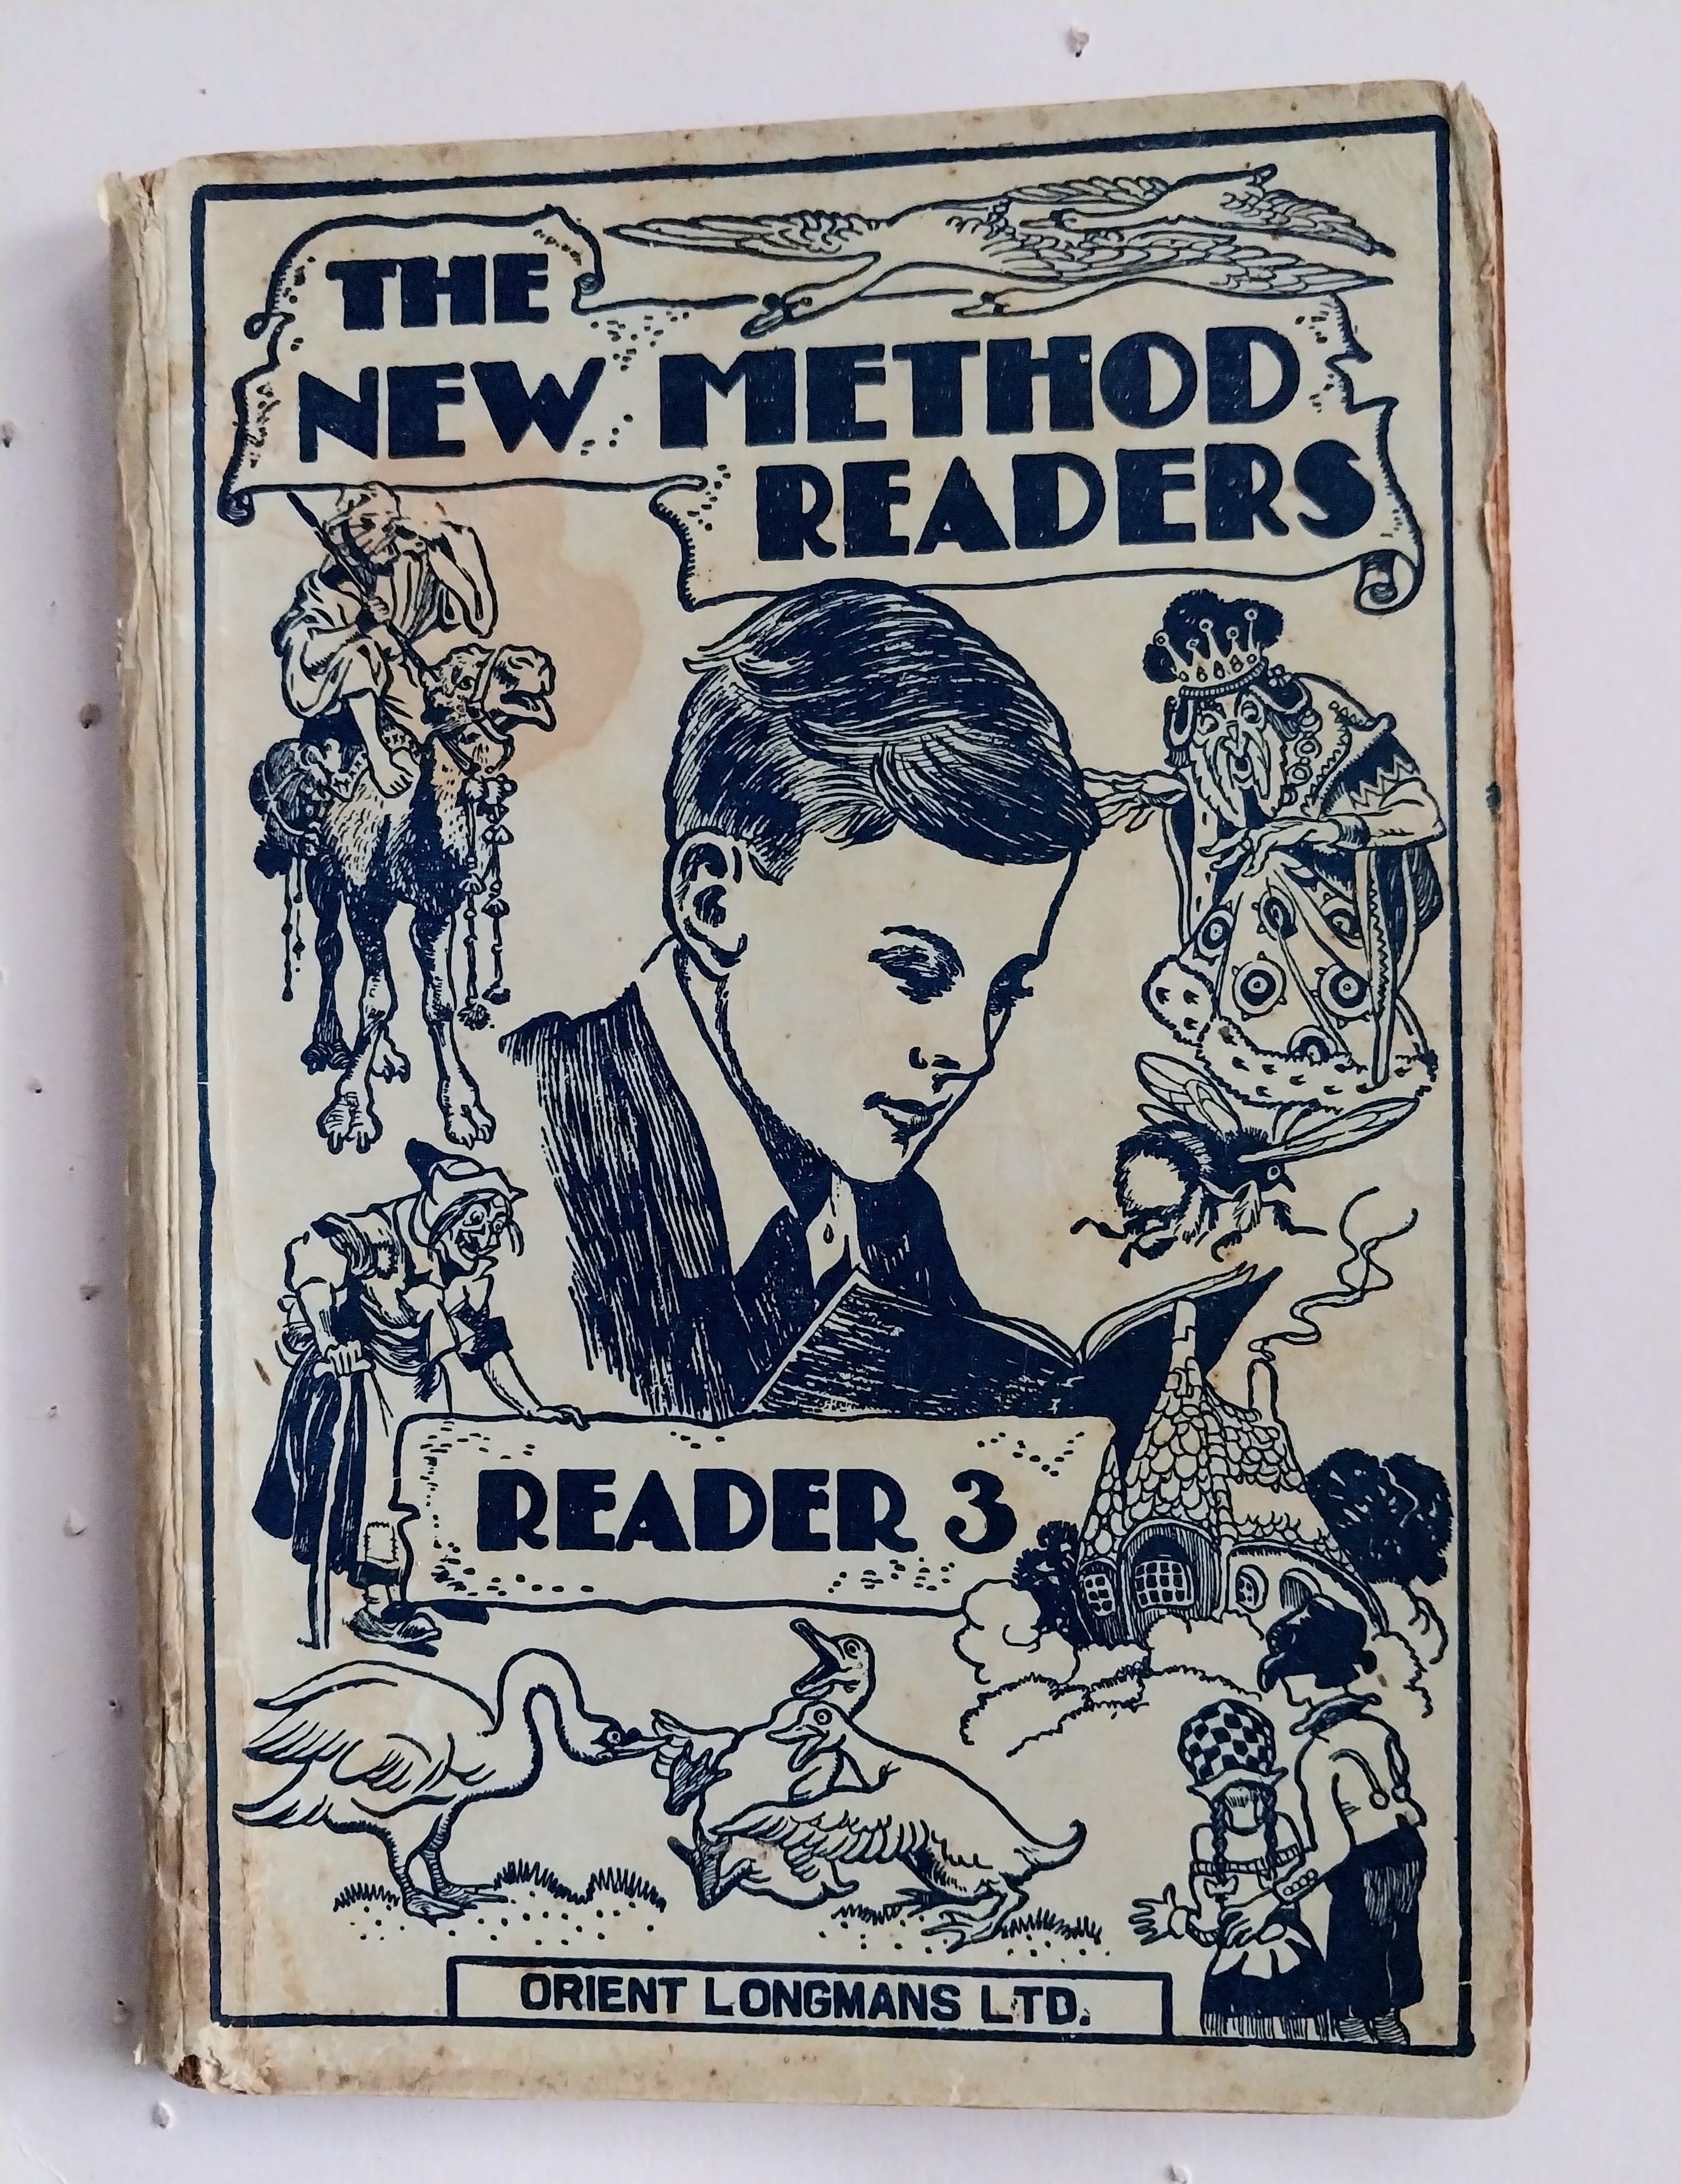 THE
NEW METHOD
READERS
READER 3
ORIENT LONGMANS LTD.